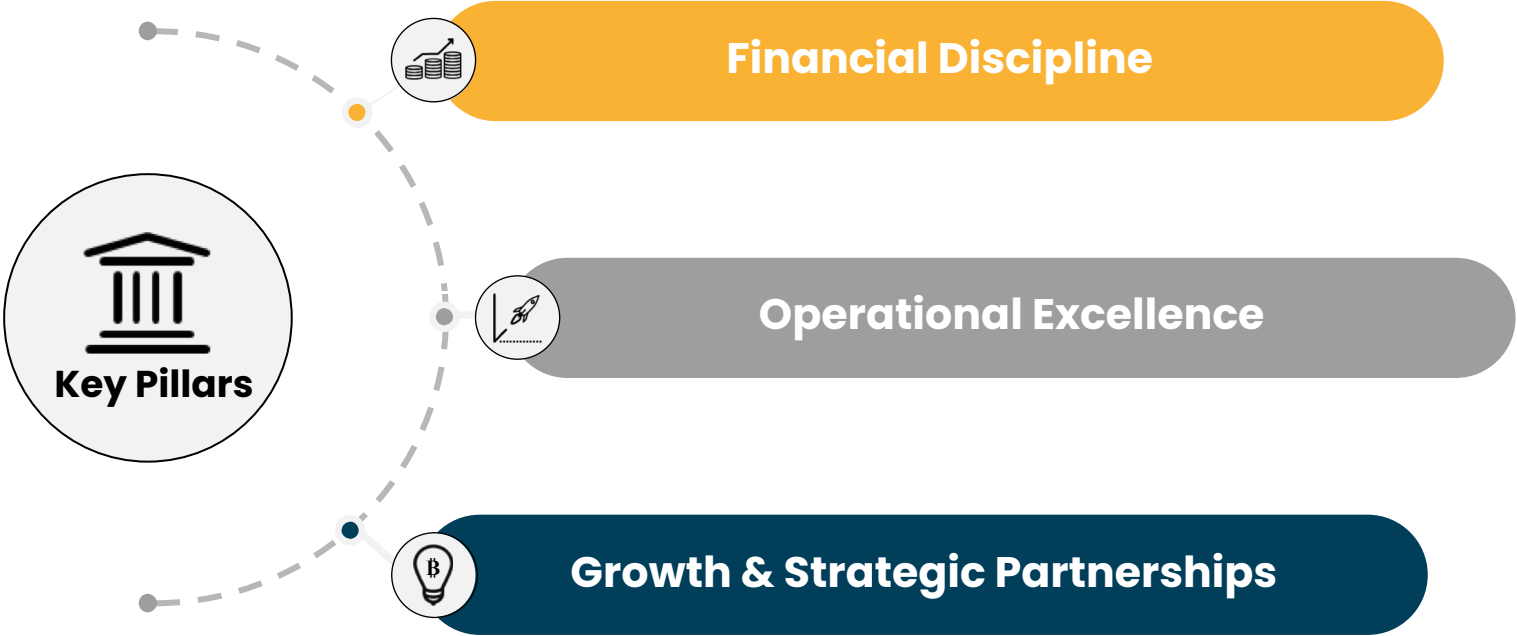 Financial Discipline
Operational Excellence
Key Pillars
Growth & Strategic Partnerships
₿